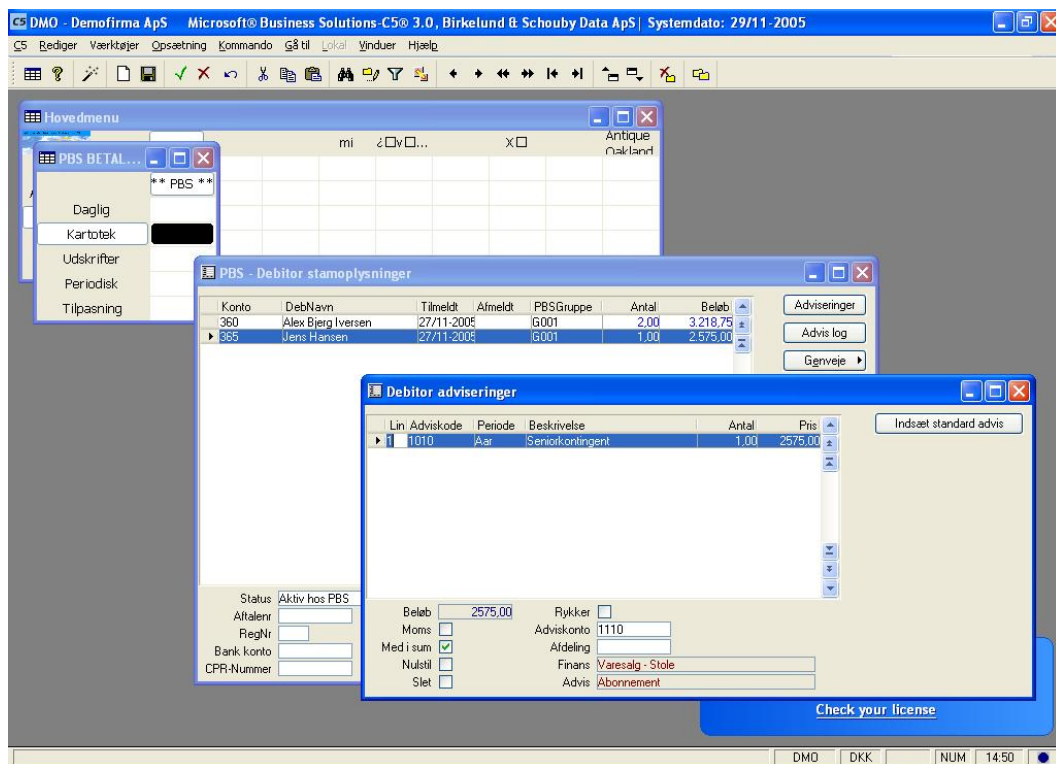 C5 DMO - Demofirma ApS Microsoft® Business Solutions-C5® 3.0, Birkelund & Schouby Data ApS| Systemdato: 29/11-2005
C5 Rediger Værktøjer Opsætning Kommando Gå til Lokal Vinduer Hjælp
Hovedmenu
mi ¿□v□... X□ Antique
Oakland
PBS BETAL...
** PBS **
Daglig
Kartotek
Udskrifter
Periodisk
Tilpasning
PBS - Debitor stamoplysninger
Konto DebNavn Tilmeldt Afmeldt PBSGruppe Antal Beløb
360 Alex Bjerg Iversen 27/11-2005 G001 2,00 3.218,75
365 Jens Hansen 27/11-2005 G001 1,00 2.575,00
Adviseringer
Advis log
Genveje
Status Aktiv hos PBS
Aftalenr
RegNr
Bank konto
CPR-Nummer
Debitor adviseringer
Lin Adviskode Periode Beskrivelse Antal Pris
1 1010 Aar Seniorkontingent 1,00 2575,00
Indsæt standard advis
Beløb 2575,00 Rykker
Moms Adviskonto 1110
Med i sum Afdeling
Nulstil Finans Varesalg - Stole
Slet Advis Abonnement
Check your license
DMO DKK NUM 14:50